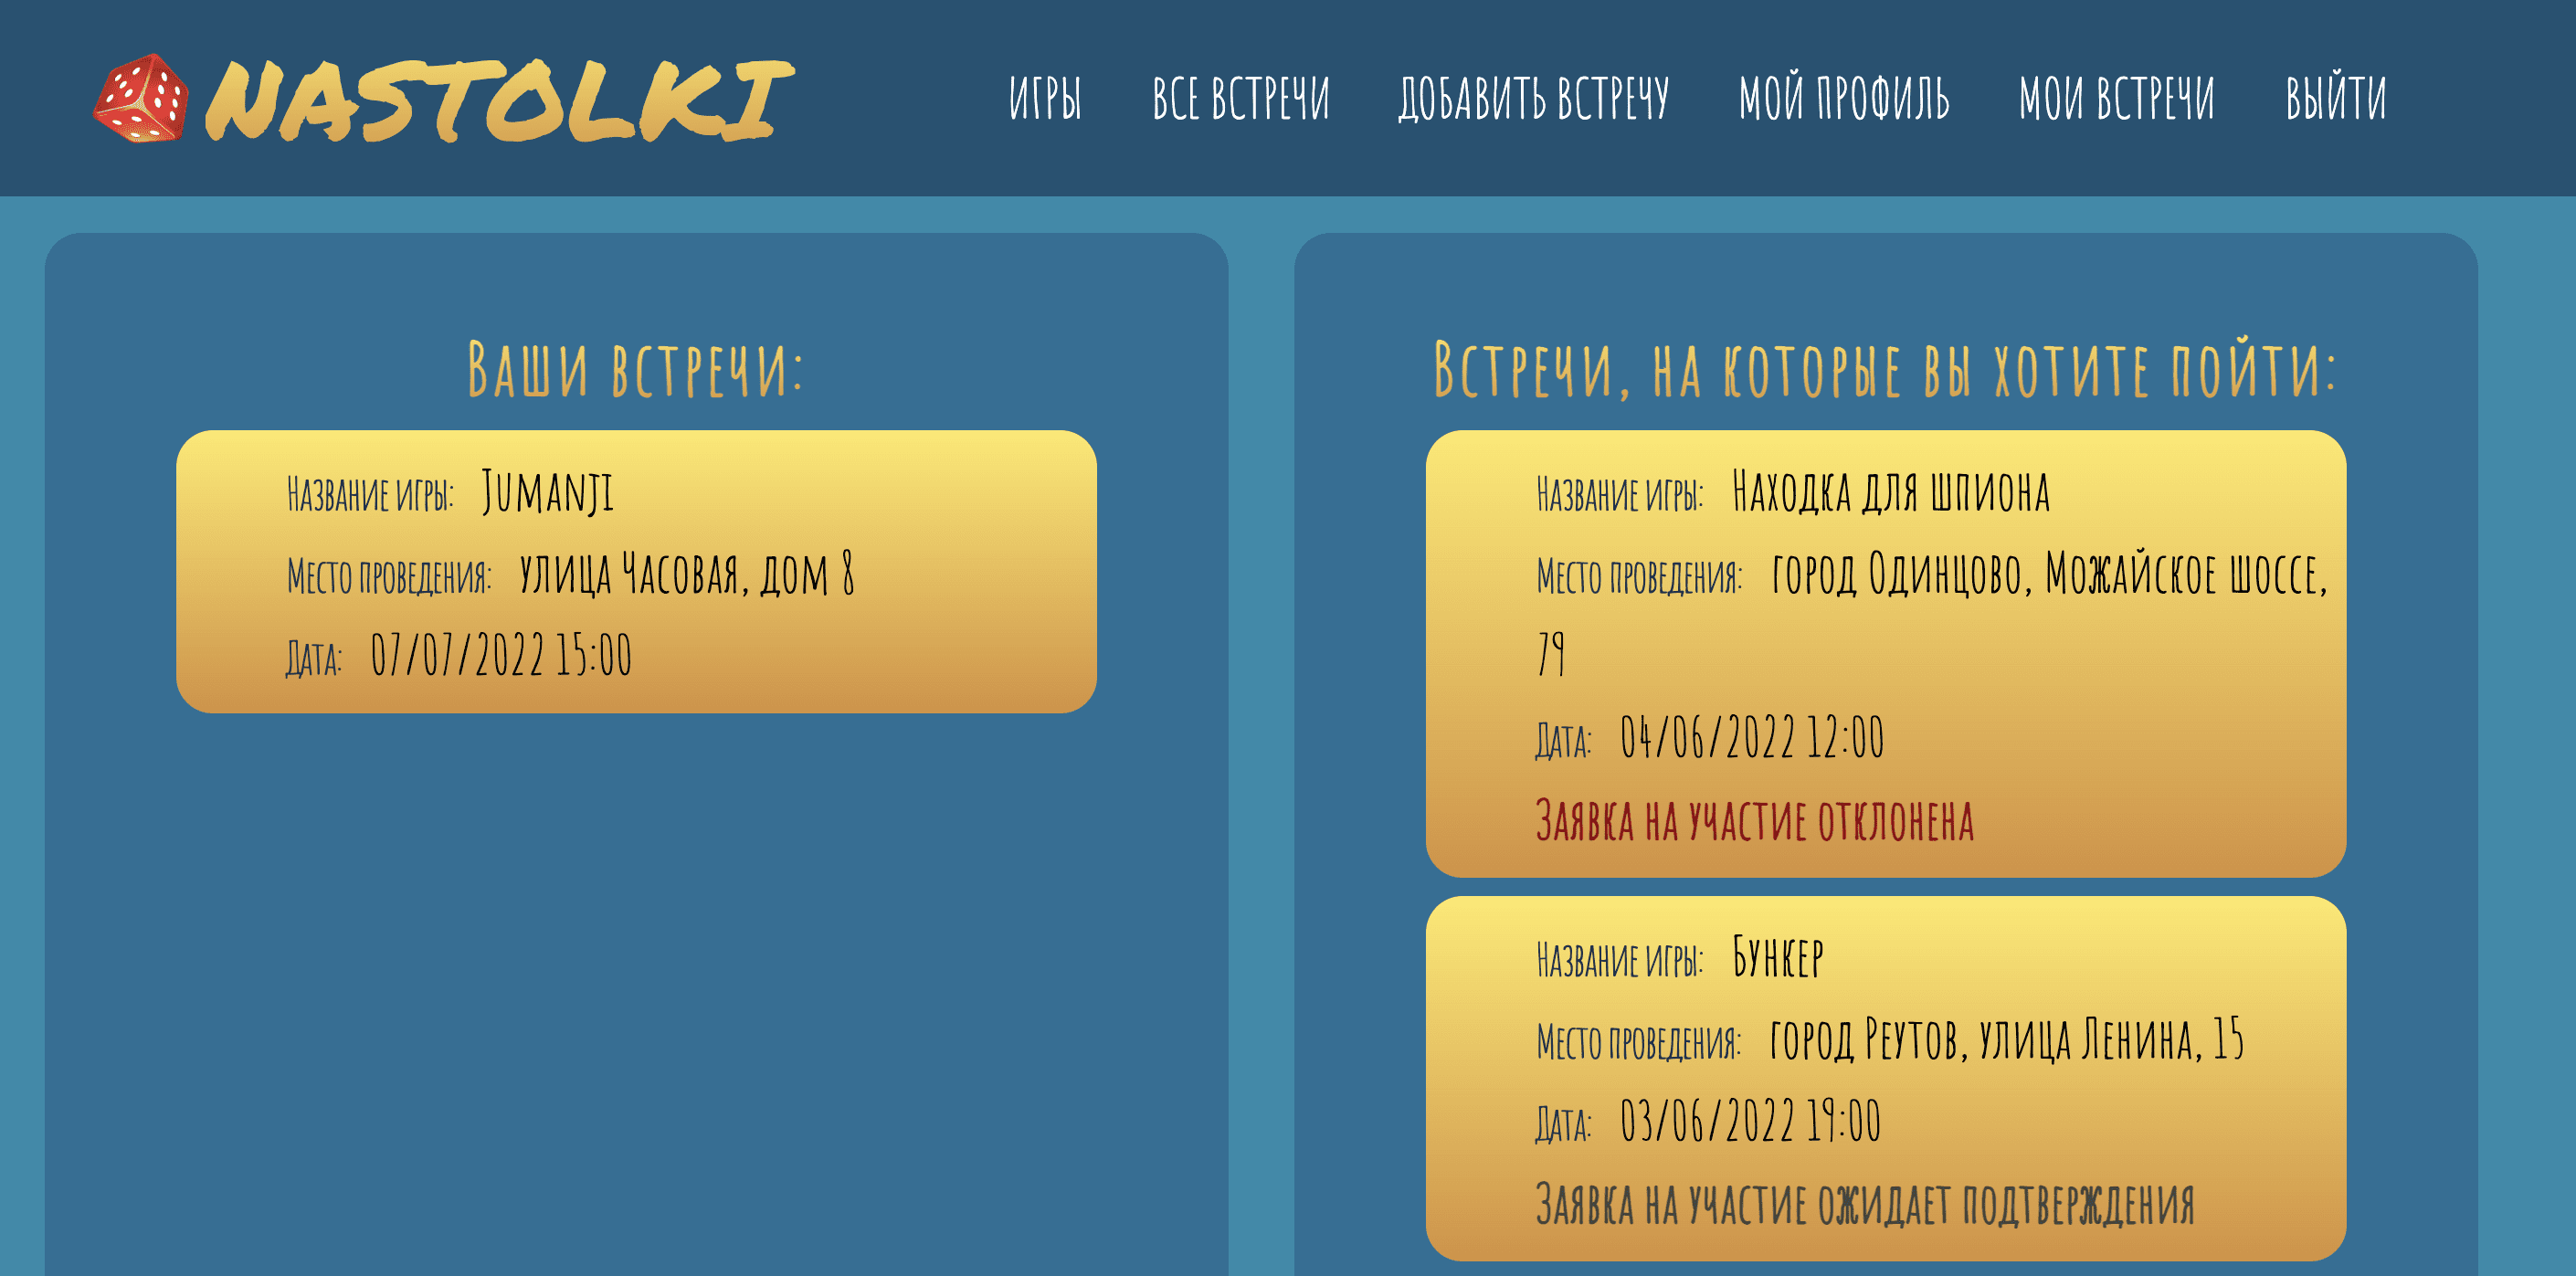 NASTOLKI
ИГРЫ
ВСЕ ВСТРЕЧИ
ДОБАВИТЬ ВСТРЕЧУ
МОЙ ПРОФИЛЬ
МОИ ВСТРЕЧИ
ВЫЙТИ
Ваши встречи:
Название игры: Jumanji
Место проведения: улица Часовая, дом 8
Дата: 07/07/2022 15:00
Встречи, на которые вы хотите пойти:
Название игры: Находка для шпиона
Место проведения: город Одинцово, Можайское шоссе,
79
Дата: 04/06/2022 12:00
Заявка на участие отклонена
Название игры: Бункер
Место проведения: город Реутов, улица Ленина, 15
Дата: 03/06/2022 19:00
Заявка на участие ожидает подтверждения